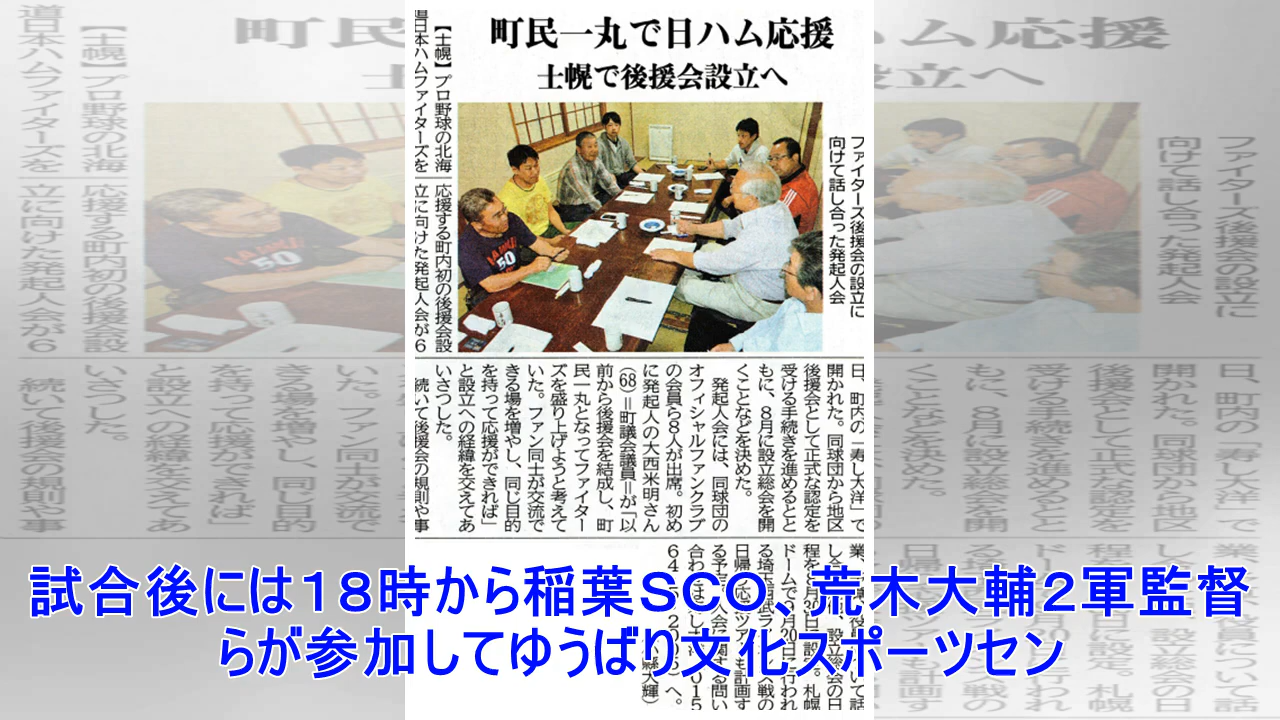 町民一丸で日ハム応援
士幌で後援会設立へ
【士幌】プロ野球の北海
道日本ハムファイターズを
応援する町内初の後援会設
立に向けた発起人会が６
ファイターズ後援会の設立に
向けて話し合った発起人会
日、町内の「寿し大洋」で
開かれた。同球団から地区
後援会として正式な認定を
受ける手続きを進めるとと
もに、８月に設立総会を開
くことなどを決めた。
発起人会には、同球団の
オフィシャルファンクラブ
の会員ら８人が出席。初め
に発起人の大西米明さん
（68）＝町議会議員＝が「以
前から後援会を結成し、町
民一丸となってファイター
ズを盛り上げようと考えて
いた。ファン同士が交流で
きる場を増やし、同じ目的
を持って応援ができれば」
と設立への経緯を交えてあ
いさつした。
続いて後援会の規則や事
試合後には１８時から稲葉ＳＣＯ、荒木大輔２軍監督
らが参加してゆうばり文化スポーツセン